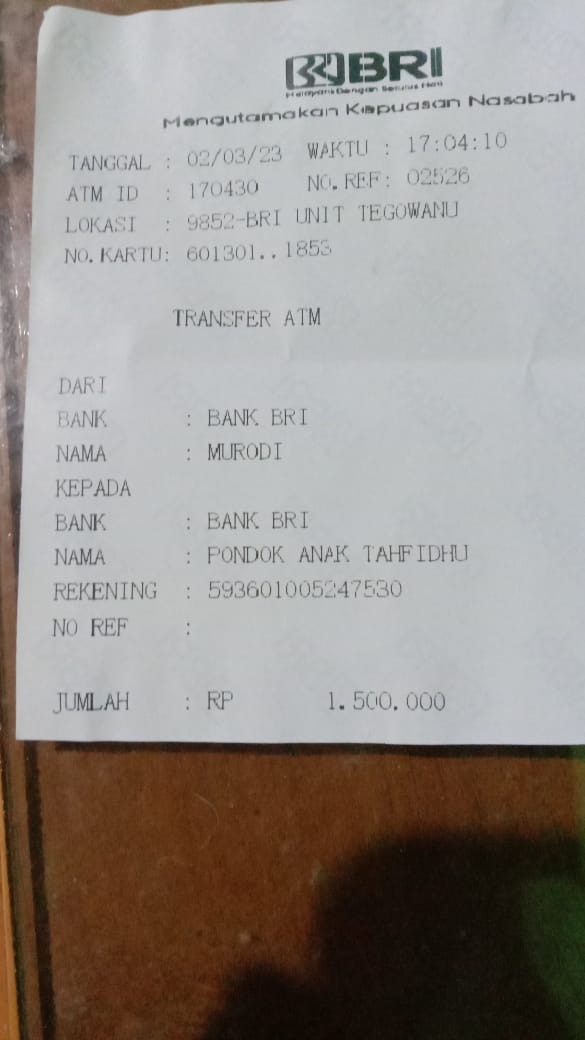 BRI
Melayani Dengan Setulus Hati
Mengutamakan Kepuasan Nasabah
TANGGAL : 02/03/23 WAKTU : 17:04:10
ATM ID : 170430 NO.REF: 02526
LOKASI : 9852-BRI UNIT TEGOWANU
NO.KARTU: 601301..1853
TRANSFER ATM
DARI
BANK : BANK BRI
NAMA : MURODI
KEPADA
BANK : BANK BRI
NAMA : PONDOK ANAK TAHFIDHU
REKENING : 593601005247530
NO REF :
JUMLAH : RP 1.500.000